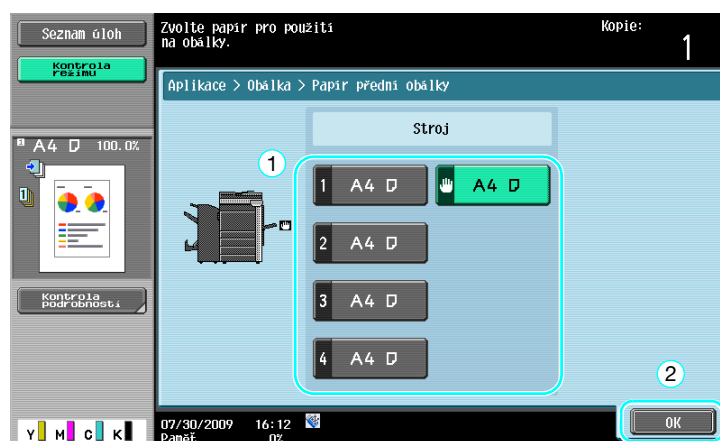 Seznam úloh
Kontrola
režimu
Zvolte papír pro použití
na obálky.
Kopie:
1
Aplikace > Obálka > Papír přední obálky
Stroj
A4 100.0%
1
1 A4
A4
2 A4
3 A4
4 A4
Kontrola
podrobností
2
OK
Y M C K
07/30/2009 16:12
Paměť 0%